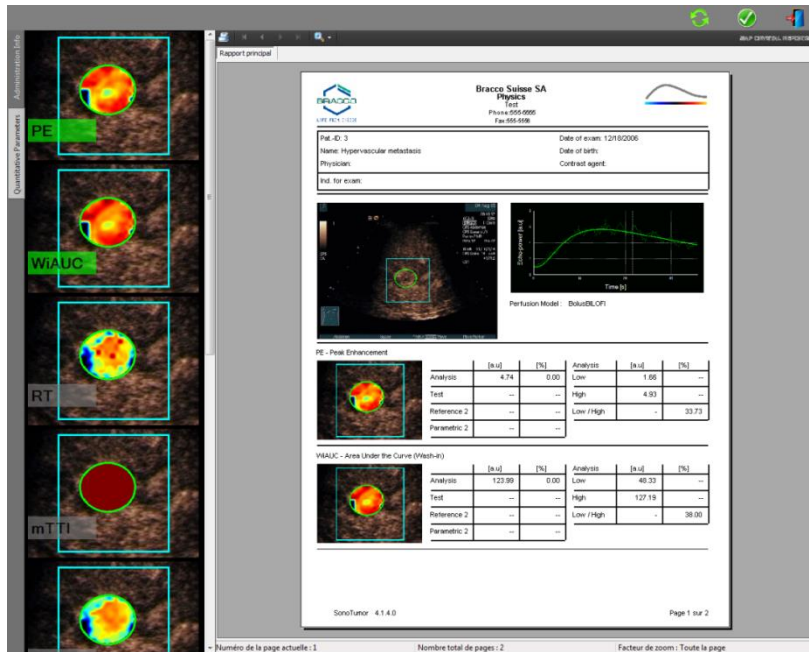 Administration Info
Quantitative Parameters
PE
WiAUC
RT
mTTI
Rapport principal
BRACCO
LIFE FROM INSIDE
Bracco Suisse SA
Physics
Test
Phone:555-5555
Fax:555-5556
Pat.-ID: 3
Date of exam: 12/18/2006
Name: Hypervascular metastasis
Date of birth:
Physician:
Contrast agent:
Ind. for exam:
Echo-power [a.u]
Time [s]
Perfusion Model : BolusBILOFI
PE - Peak Enhancement
[a.u] [%] Analysis [a.u] [%]
Analysis 4.74 0.00 Low 1.66 --
Test -- -- High 4.93 --
Reference 2 -- -- Low / High - 33.73
Parametric 2 -- --
WiAUC - Area Under the Curve (Wash-in)
[a.u] [%] Analysis [a.u] [%]
Analysis 123.99 0.00 Low 48.33 --
Test -- -- High 127.19 --
Reference 2 -- -- Low / High - 38.00
Parametric 2 -- --
SonoTumor 4.1.4.0
Page 1 sur 2
Numéro de la page actuelle : 1
Nombre total de pages : 2
Facteur de zoom : Toute la page